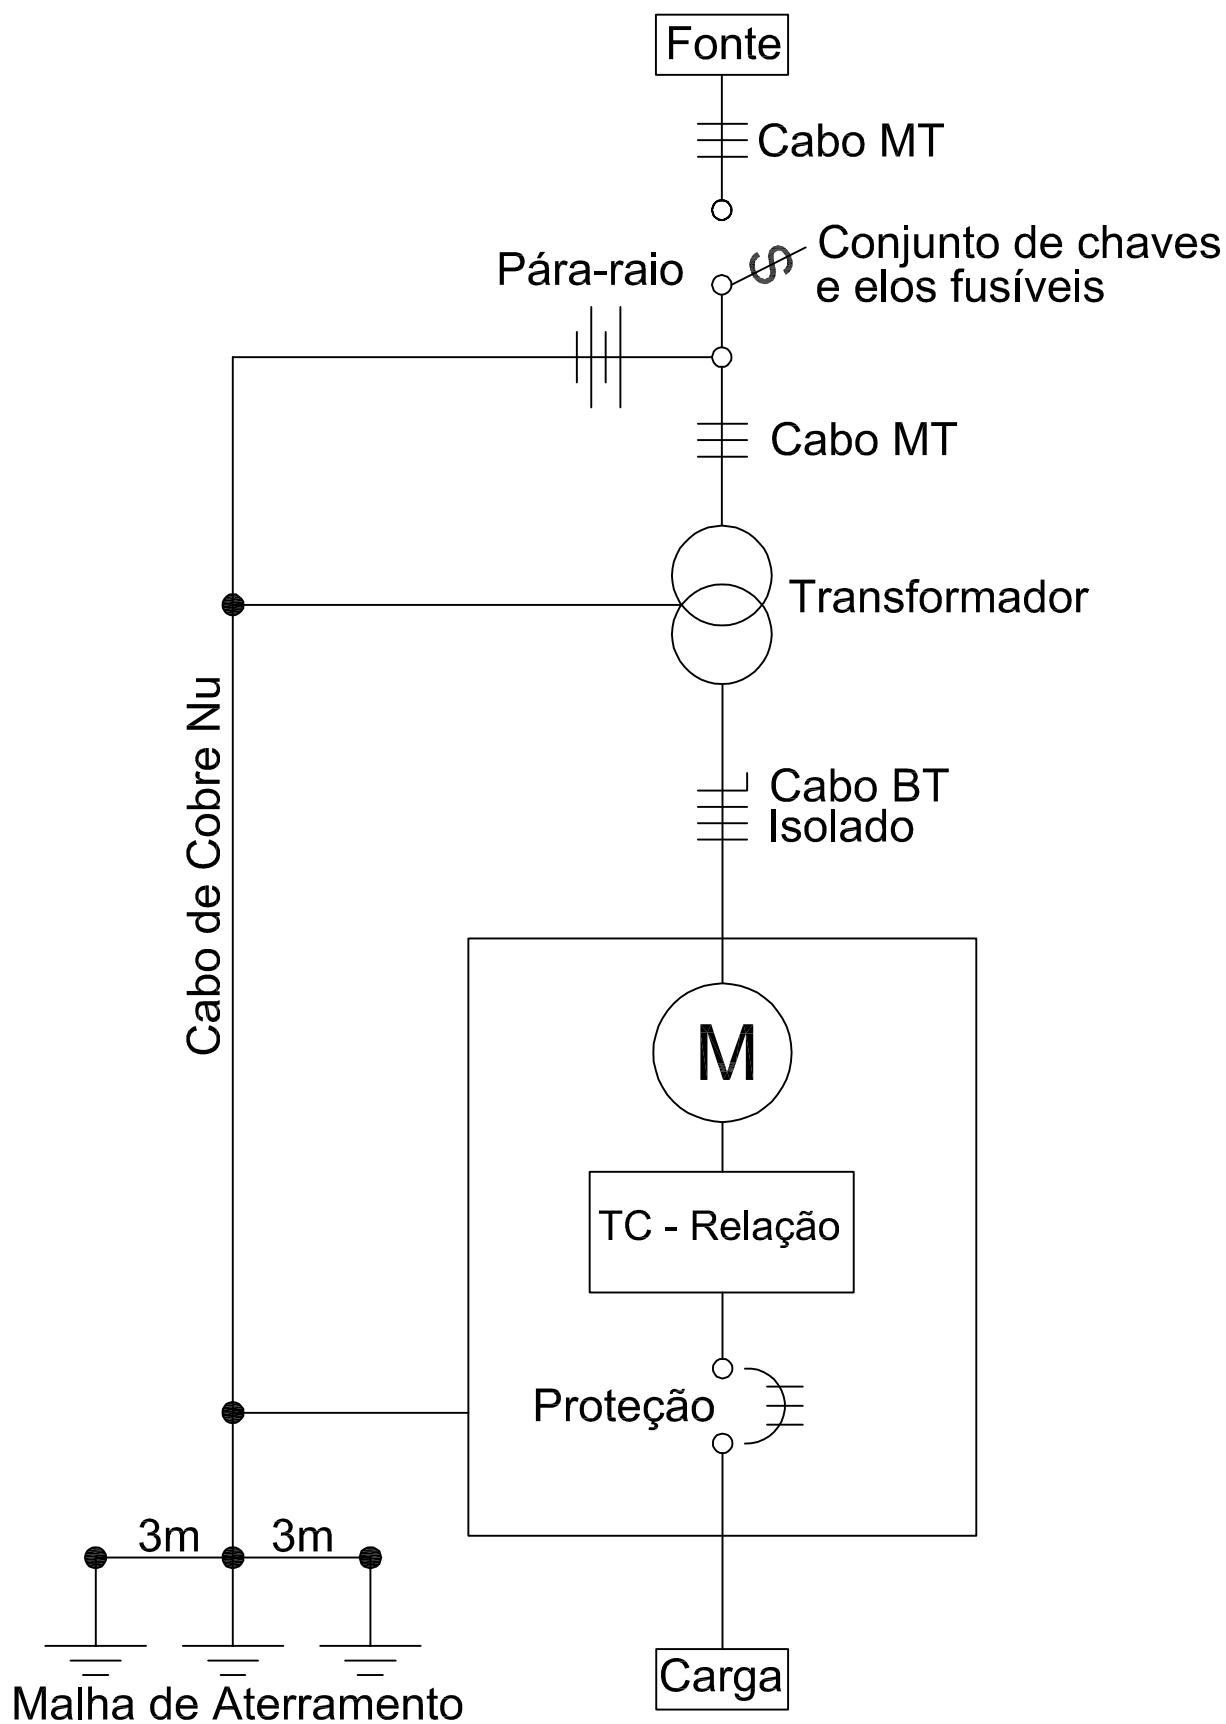 Fonte
Cabo MT
Conjunto de chaves
e elos fusíveis
Pára-raio
Cabo MT
Transformador
Cabo de Cobre Nu
Cabo BT
Isolado
M
TC - Relação
Proteção
3m
3m
Carga
Malha de Aterramento